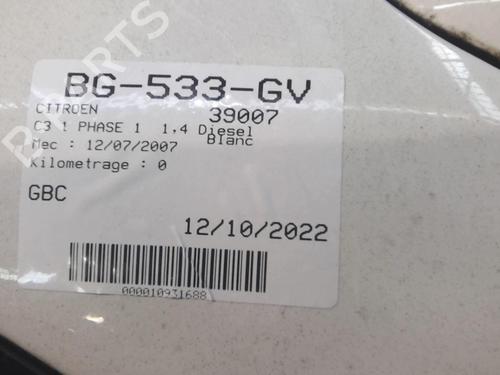 BG-533-GV
CITROEN 39007
C3 1 PHASE 1 1,4 Diesel
Blanc
Mec : 12/07/2007
Kilometrage : 0
GBC
12/10/2022
000010931688